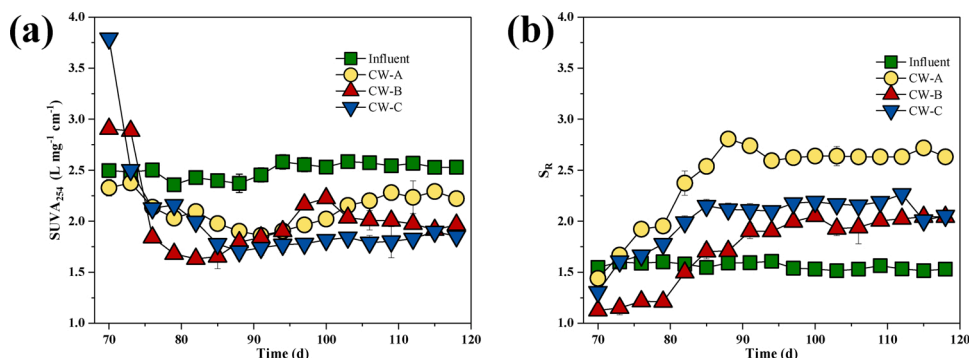 (a)
4.0
3.5
3.0
2.5
2.0
1.5
1.0
SUVA254 (L mg-1 cm-1)
Influent
CW-A
CW-B
CW-C
70 80 90 100 110 120
Time (d)
(b)
4.0
3.5
3.0
2.5
2.0
1.5
1.0
SR
Influent
CW-A
CW-B
CW-C
70 80 90 100 110 120
Time (d)